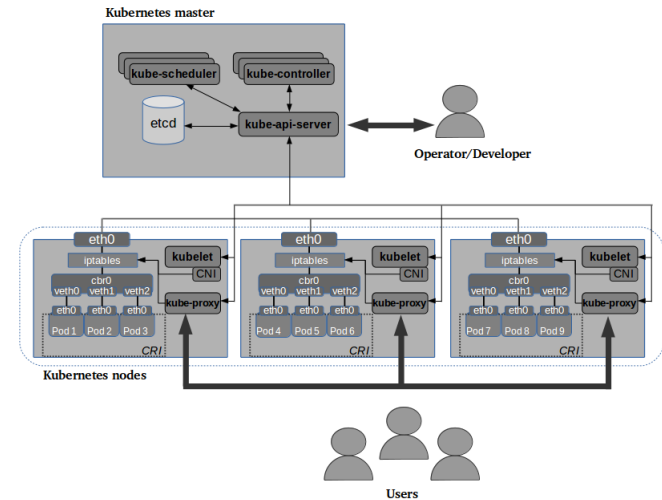 Kubernetes master
kube-scheduler
kube-controller
etcd
kube-api-server
Operator/Developer
eth0
eth0
eth0
iptables
kubelet
CNI
cbr0
veth0 veth1 veth2
kube-proxy
eth0 eth0 eth0
Pod 1 Pod 2 Pod 3
CRI
iptables
kubelet
CNI
cbr0
veth0 veth1 veth2
kube-proxy
eth0 eth0 eth0
Pod 4 Pod 5 Pod 6
CRI
iptables
kubelet
CNI
cbr0
veth0 veth1 veth2
kube-proxy
eth0 eth0 eth0
Pod 7 Pod 8 Pod 9
CRI
Kubernetes nodes
Users